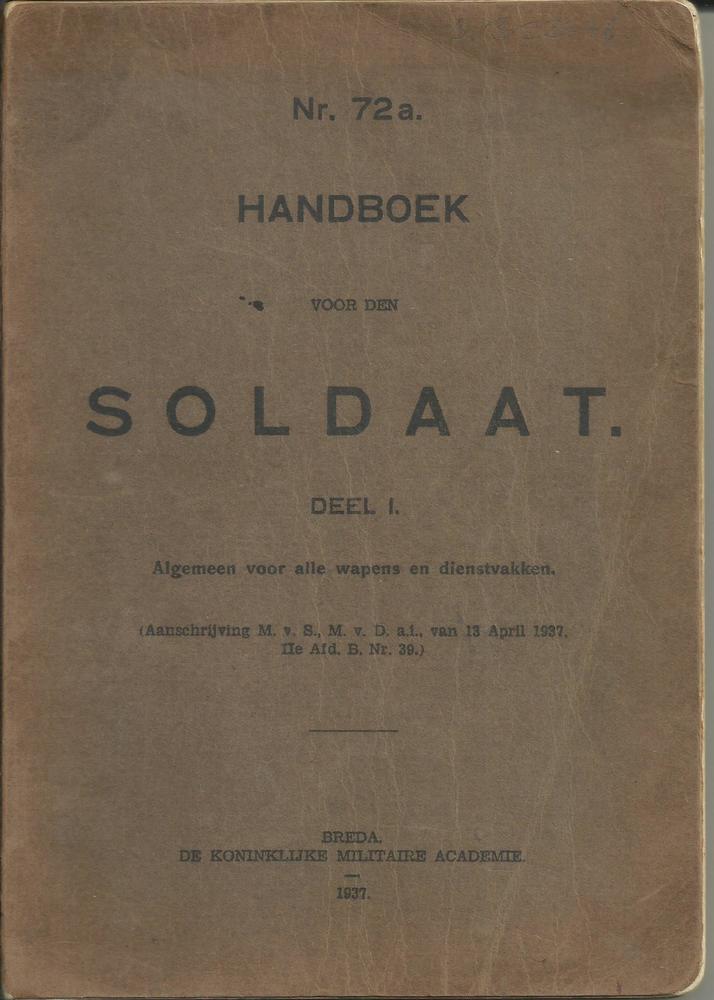 Nr. 72a.
HANDBOEK
VOOR DEN
SOLDAAT.
DEEL I.
Algemeen voor alle wapens en dienstvakken.
(Aanschrijving M. v. S., M. v. D. a.i., van 13 April 1937,
IIe Afd. B. Nr. 39.)
BREDA.
DE KONINKLIJKE MILITAIRE ACADEMIE.
1937.